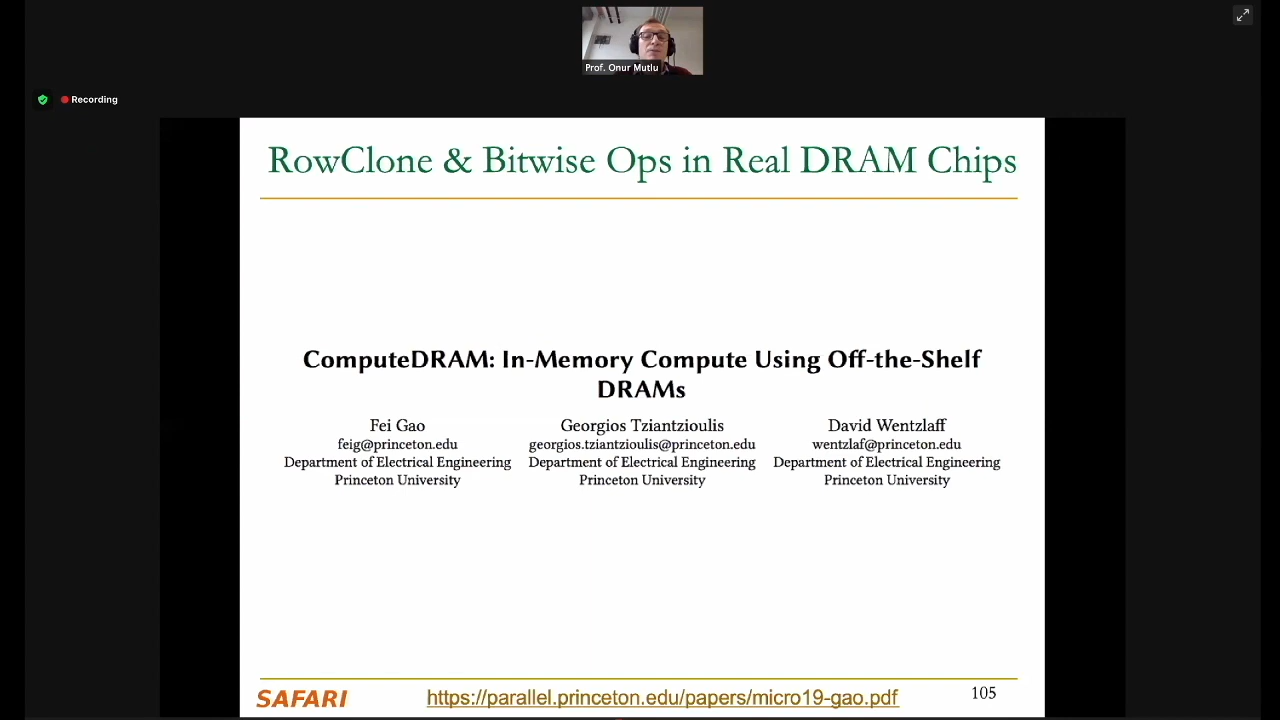 Prof. Onur Mutlu
Recording
RowClone & Bitwise Ops in Real DRAM Chips
ComputeDRAM: In-Memory Compute Using Off-the-Shelf
DRAMs
Fei Gao
feig@princeton.edu
Department of Electrical Engineering
Princeton University
Georgios Tziantzioulis
georgios.tziantzioulis@princeton.edu
Department of Electrical Engineering
Princeton University
David Wentzlaff
wentzlaf@princeton.edu
Department of Electrical Engineering
Princeton University
SAFARI
https://parallel.princeton.edu/papers/micro19-gao.pdf
105